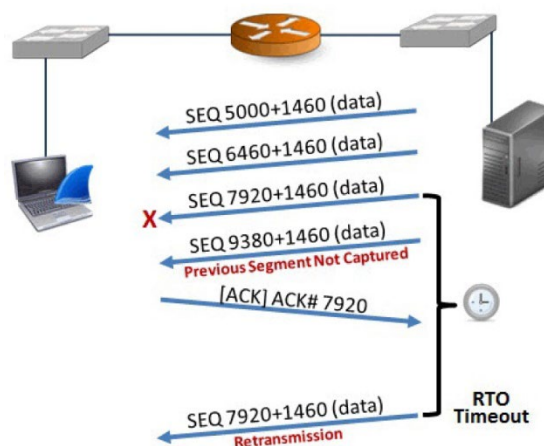 SEQ 5000+1460 (data)
SEQ 6460+1460 (data)
SEQ 7920+1460 (data)
X
SEQ 9380+1460 (data)
Previous Segment Not Captured
[ACK] ACK# 7920
RTO
Timeout
SEQ 7920+1460 (data)
Retransmission